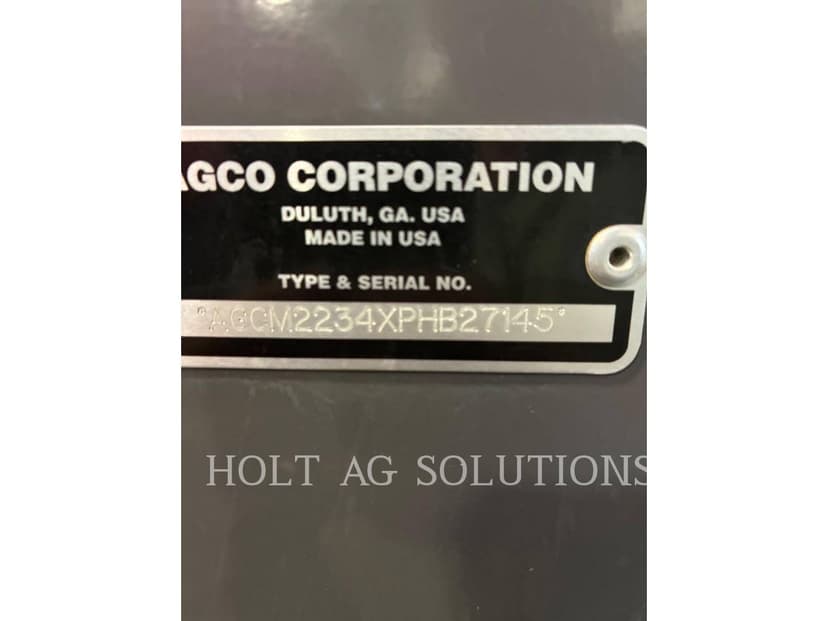 AGCO CORPORATION
DULUTH, GA. USA
MADE IN USA
TYPE & SERIAL NO.
°AGCM2234XPHB27145°
HOLT AG SOLUTIONS